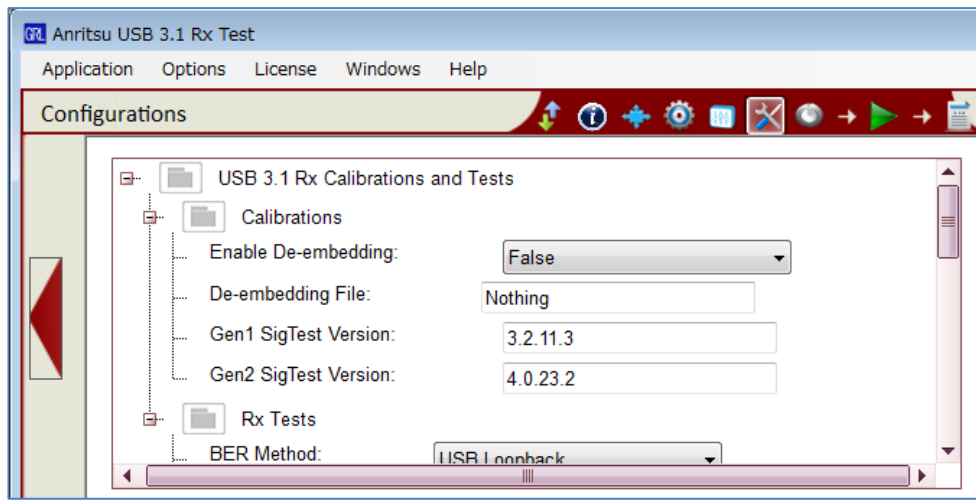 GRL Anritsu USB 3.1 Rx Test
Application Options License Windows Help
Configurations
USB 3.1 Rx Calibrations and Tests
Calibrations
Enable De-embedding: False
De-embedding File: Nothing
Gen1 SigTest Version: 3.2.11.3
Gen2 SigTest Version: 4.0.23.2
Rx Tests
BER Method: USB Loopback